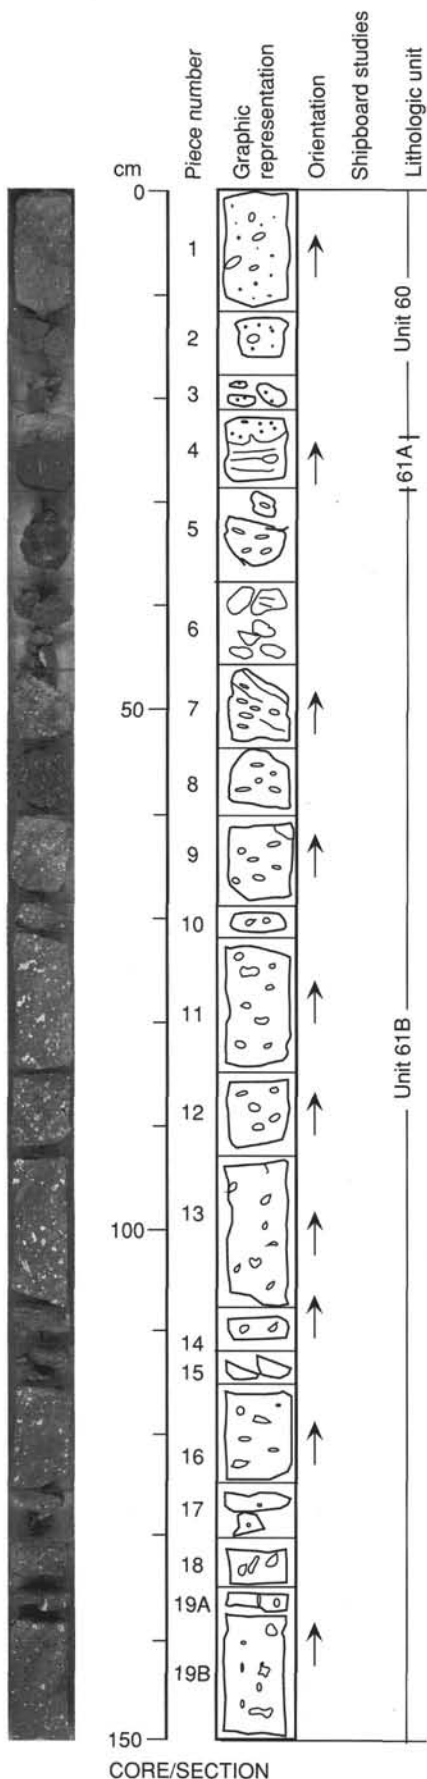 cm
Piece number
Graphic
representation
Orientation
Shipboard studies
Lithologic unit
0
1
2
3
4
5
6
50
7
8
9
10
11
12
13
100
14
15
16
17
18
19A
19B
150
Unit 60
61A
Unit 61B
CORE/SECTION